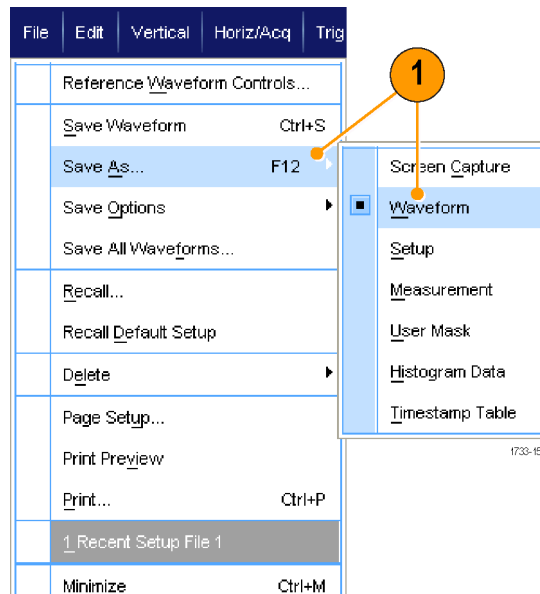 File Edit Vertical Horiz/Acq Trig
Reference Waveform Controls...
1
Save Waveform Ctrl+S
Save As... F12
Screen Capture
Save Options
Waveform
Save All Waveforms...
Setup
Recall...
Measurement
Recall Default Setup
User Mask
Delete
Histogram Data
Page Setup...
Timestamp Table
Print Preview
1733-15
Print... Ctrl+P
1 Recent Setup File 1
Minimize Ctrl+M